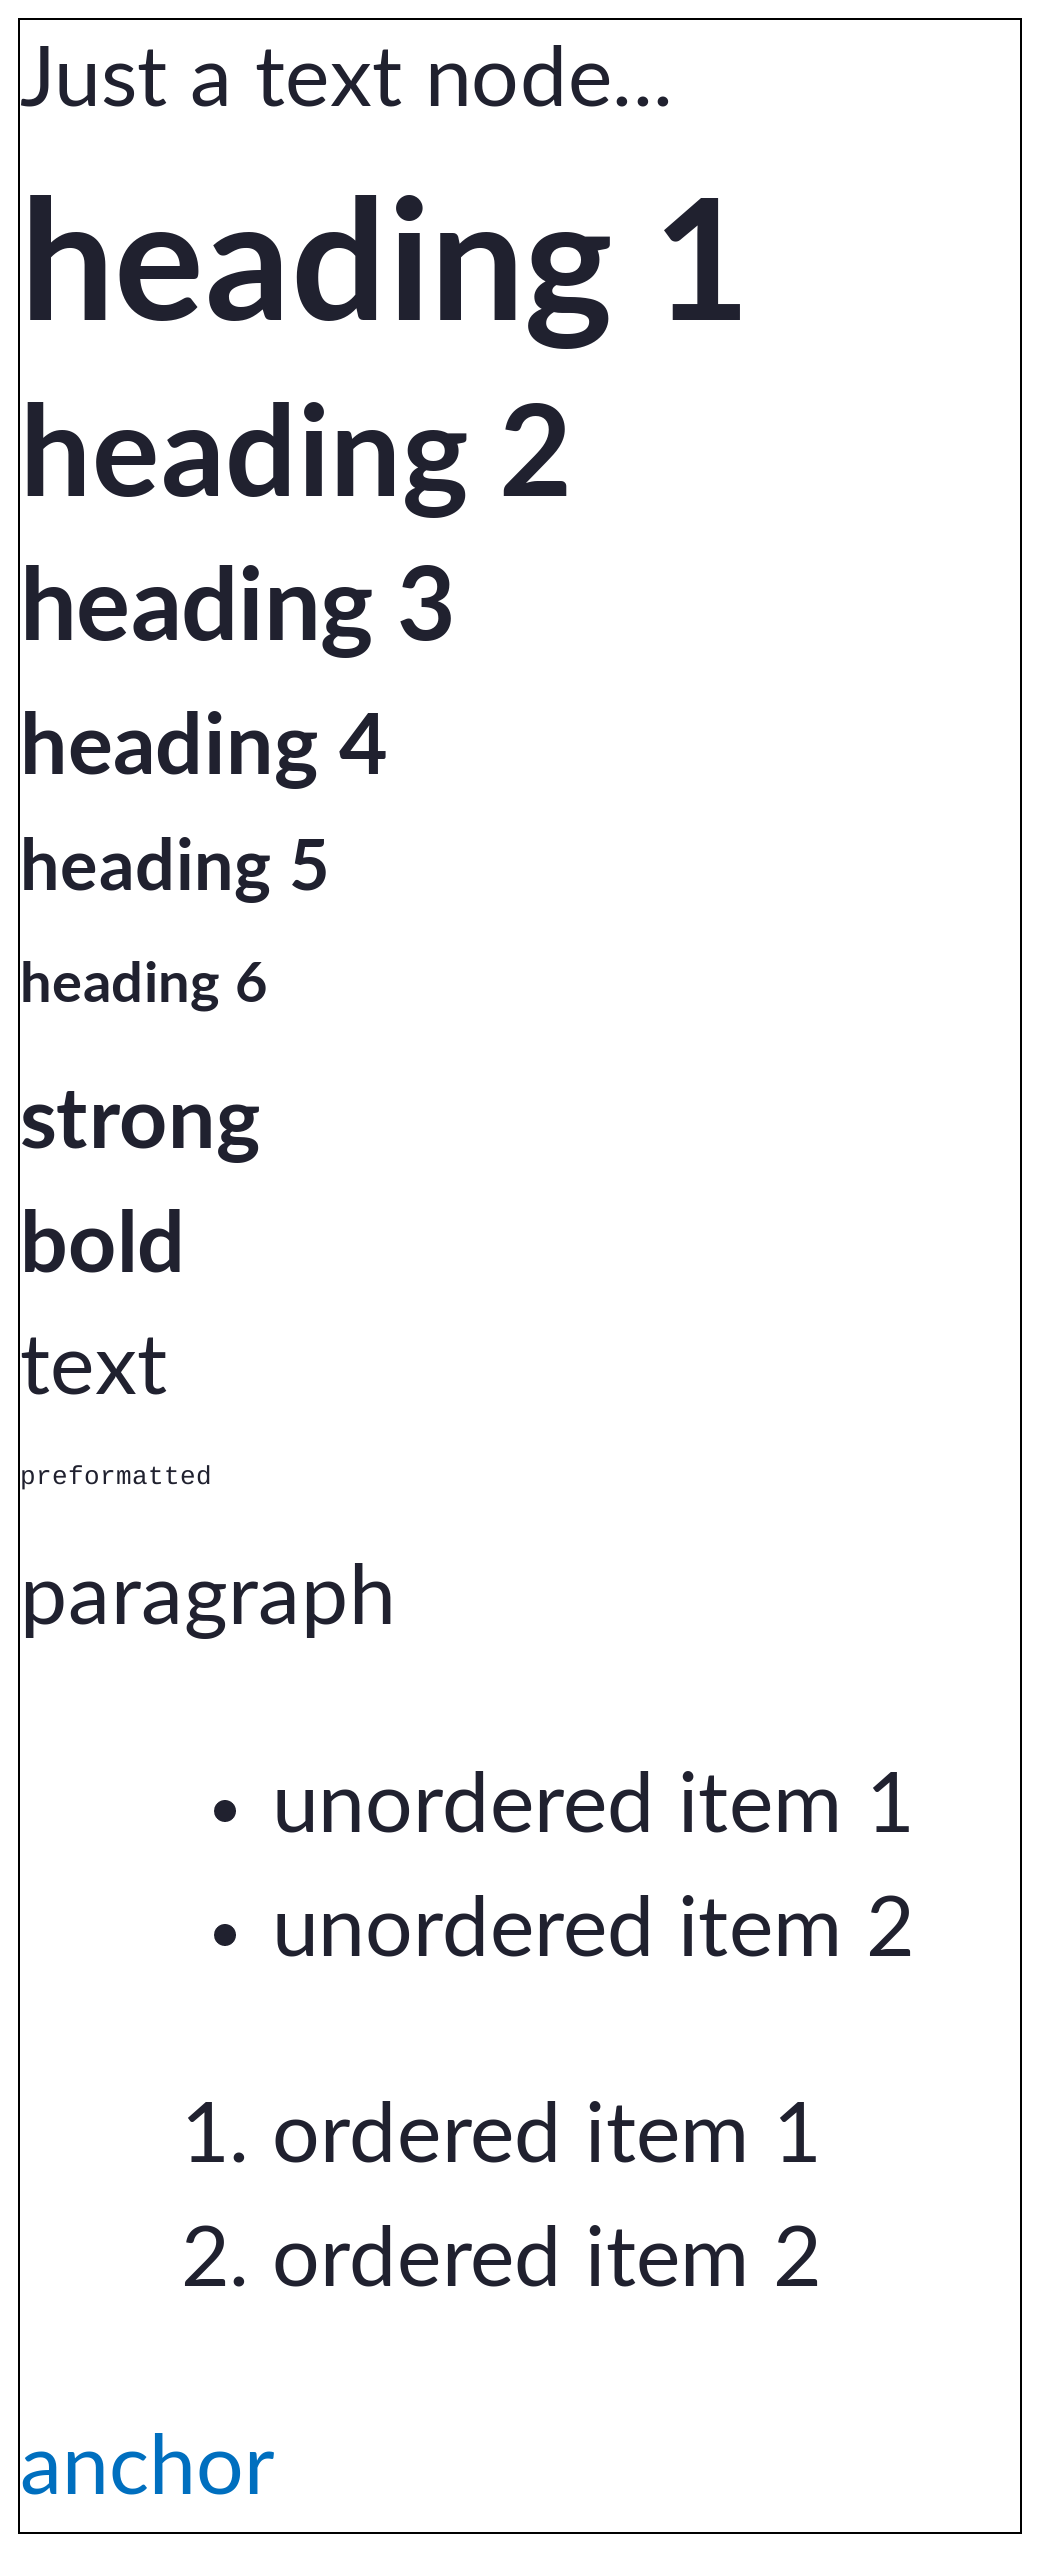 Just a text node...
heading 1
heading 2
heading 3
heading 4
heading 5
heading 6
strong
bold
text
preformatted
paragraph
• unordered item 1
• unordered item 2
1. ordered item 1
2. ordered item 2
anchor